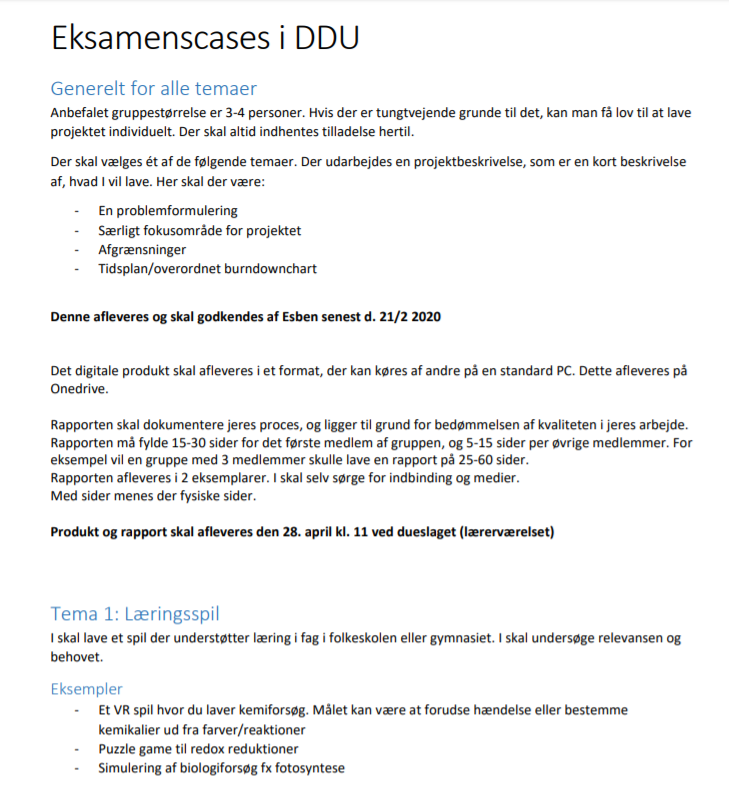 Eksamenscases i DDU
Generelt for alle temaer
Anbefalet gruppestørrelse er 3-4 personer. Hvis der er tungtvejende grunde til det, kan man få lov til at lave
projektet individuelt. Der skal altid indhentes tilladelse hertil.
Der skal vælges ét af de følgende temaer. Der udarbejdes en projektbeskrivelse, som er en kort beskrivelse
af, hvad I vil lave. Her skal der være:
- En problemformulering
- Særligt fokusområde for projektet
- Afgrænsninger
- Tidsplan/overordnet burndownchart
Denne afleveres og skal godkendes af Esben senest d. 21/2 2020
Det digitale produkt skal afleveres i et format, der kan køres af andre på en standard PC. Dette afleveres på
Onedrive.
Rapporten skal dokumentere jeres proces, og ligger til grund for bedømmelsen af kvaliteten i jeres arbejde.
Rapporten må fylde 15-30 sider for det første medlem af gruppen, og 5-15 sider per øvrige medlemmer. For
eksempel vil en gruppe med 3 medlemmer skulle lave en rapport på 25-60 sider.
Rapporten afleveres i 2 eksemplarer. I skal selv sørge for indbinding og medier.
Med sider menes der fysiske sider.
Produkt og rapport skal afleveres den 28. april kl. 11 ved dueslaget (lærerværelset)
Tema 1: Læringsspil
I skal lave et spil der understøtter læring i fag i folkeskolen eller gymnasiet. I skal undersøge relevansen og
behovet.
Eksempler
- Et VR spil hvor du laver kemiforsøg. Målet kan være at forudse hændelse eller bestemme
kemikalier ud fra farver/reaktioner
- Puzzle game til redox reduktioner
- Simulering af biologiforsøg fx fotosyntese